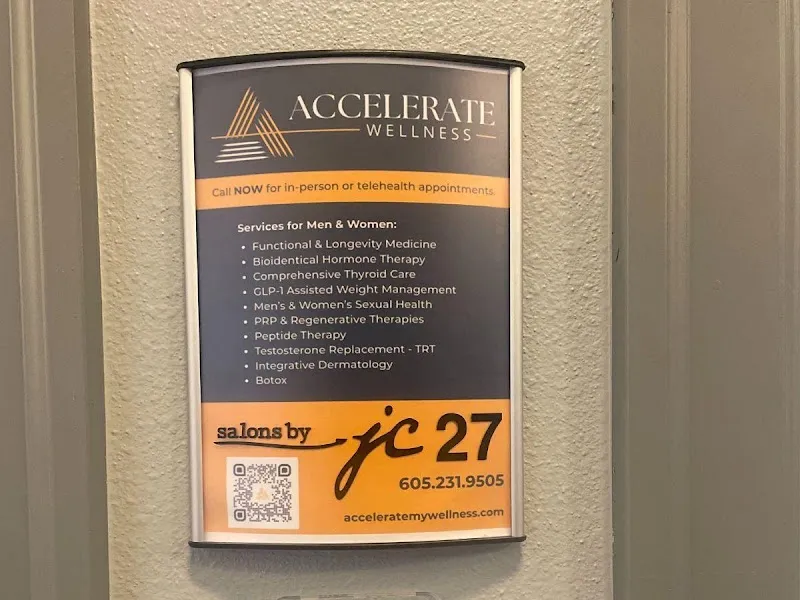 ACCELERATE
WELLNESS
Call NOW for in-person or telehealth appointments.
Services for Men & Women:
• Functional & Longevity Medicine
• Bioidentical Hormone Therapy
• Comprehensive Thyroid Care
• GLP-1 Assisted Weight Management
• Men's & Women's Sexual Health
• PRP & Regenerative Therapies
• Peptide Therapy
• Testosterone Replacement - TRT
• Integrative Dermatology
• Botox
salons by jc 27
605.231.9505
acceleratemywellness.com